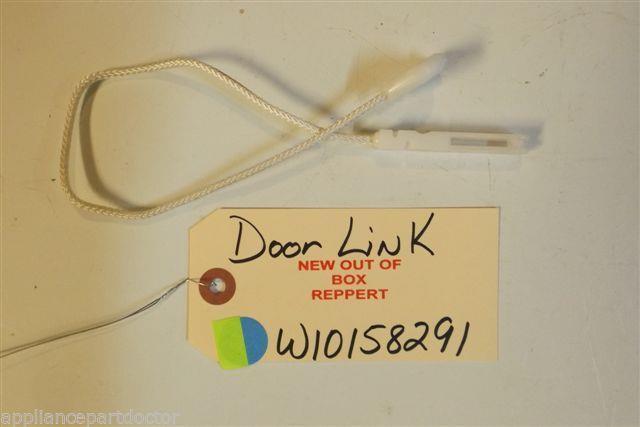 Door Link
NEW OUT OF
BOX
REPPERT
W10158291
appliancepartdoctor